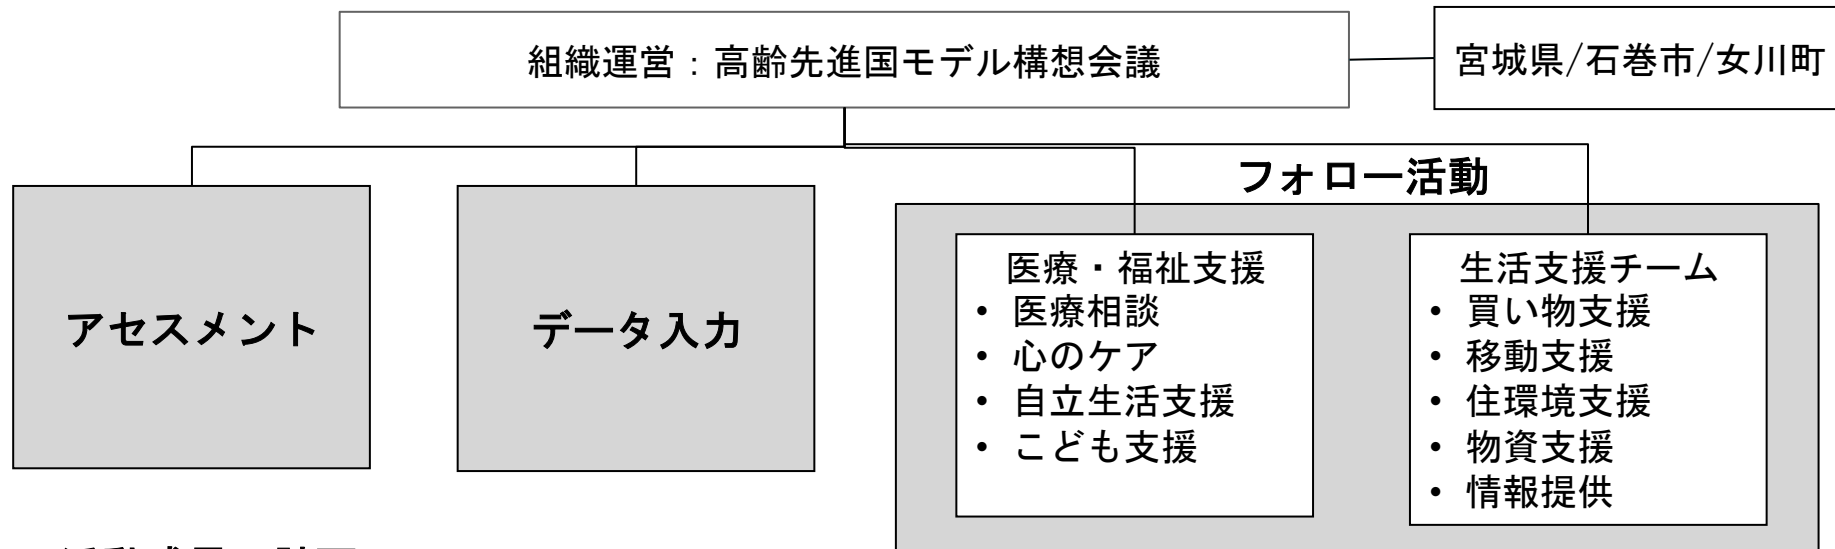 組織運営：高齢先進国モデル構想会議
宮城県/石巻市/女川町
フォロー活動
アセスメント
データ入力
医療・福祉支援
• 医療相談
• 心のケア
• 自立生活支援
• こども支援
生活支援チーム
• 買い物支援
• 移動支援
• 住環境支援
• 物資支援
• 情報提供